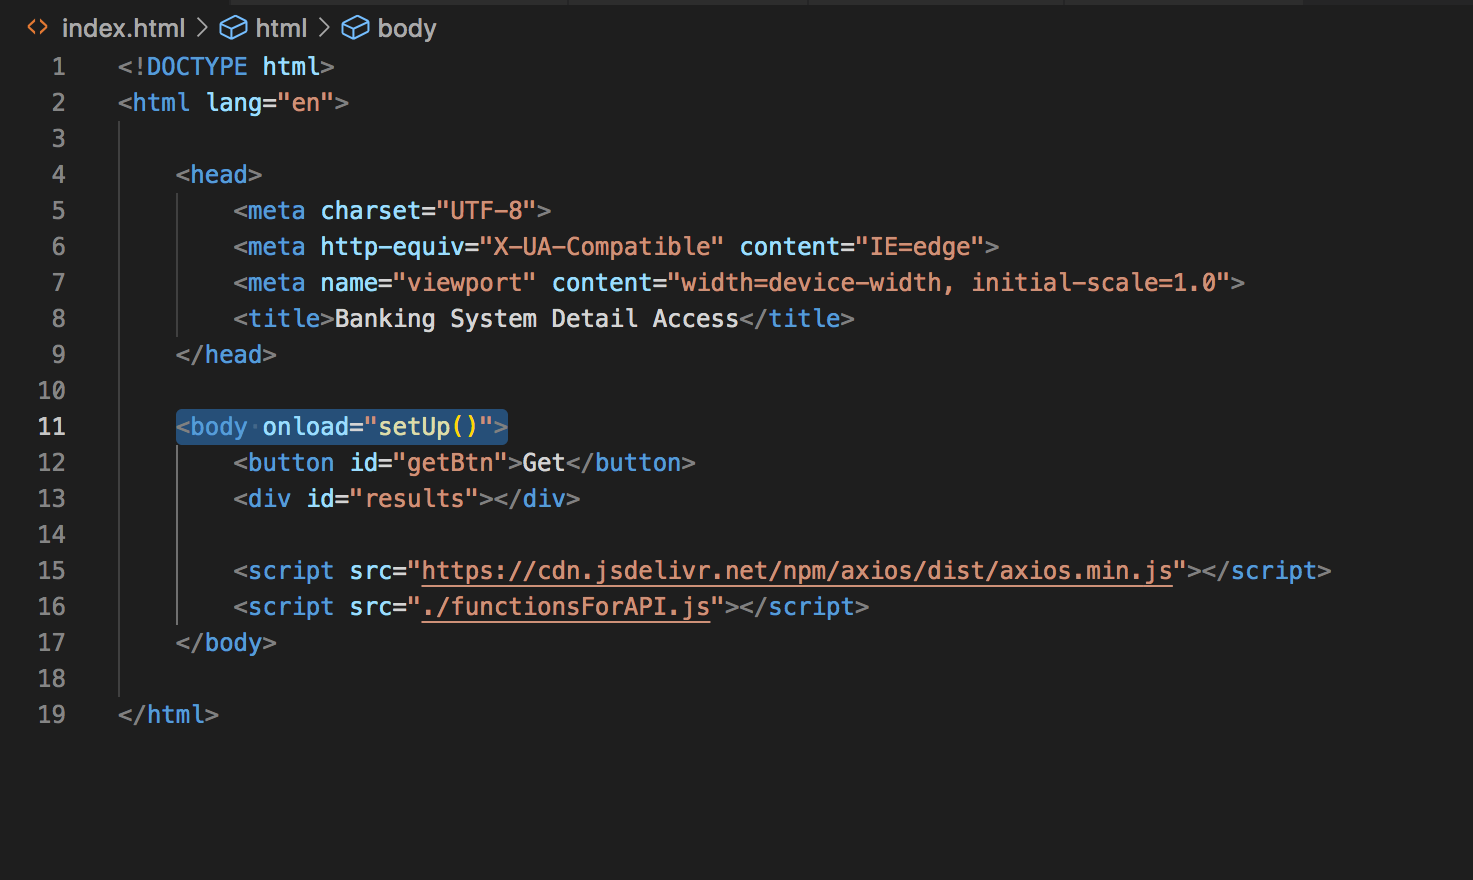 index.html > html > body
1 <!DOCTYPE html>
2 <html lang="en">
3
4 <head>
5 <meta charset="UTF-8">
6 <meta http-equiv="X-UA-Compatible" content="IE=edge">
7 <meta name="viewport" content="width=device-width, initial-scale=1.0">
8 <title>Banking System Detail Access</title>
9 </head>
10
11 <body onload="setUp()">
12 <button id="getBtn">Get</button>
13 <div id="results"></div>
14
15 <script src="https://cdn.jsdelivr.net/npm/axios/dist/axios.min.js"></script>
16 <script src="./functionsForAPI.js"></script>
17 </body>
18
19 </html>